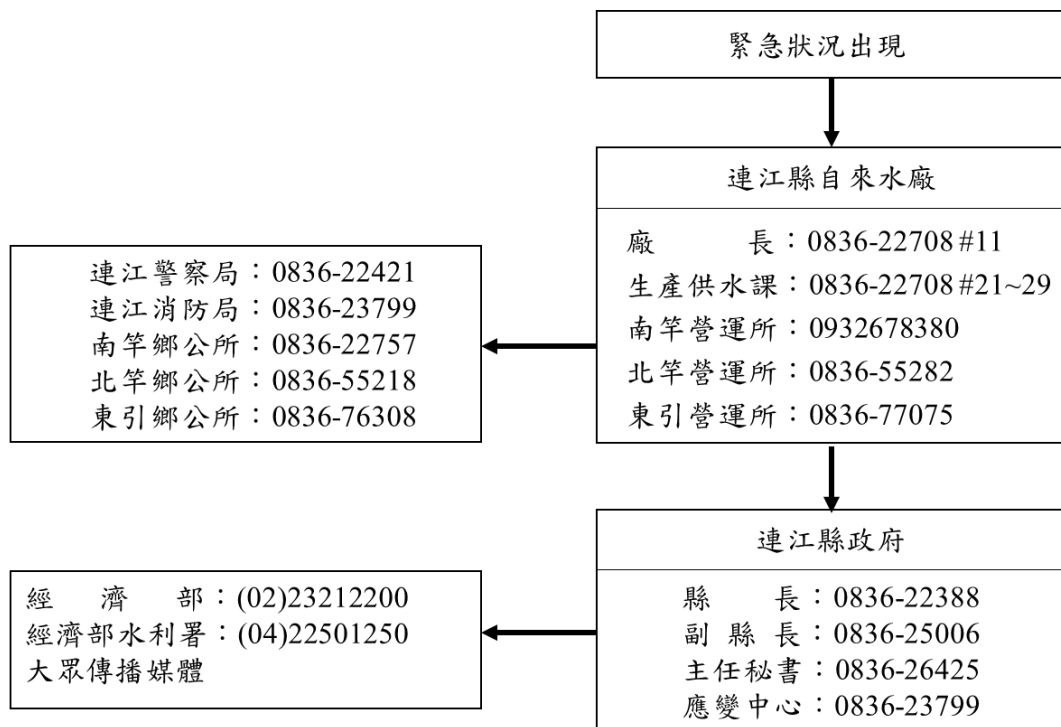 緊急狀況出現
連江縣自來水廠
廠長：0836-22708 #11
生產供水課：0836-22708 #21~29
南竿營運所：0932678380
北竿營運所：0836-55282
東引營運所：0836-77075
連江警察局：0836-22421
連江消防局：0836-23799
南竿鄉公所：0836-22757
北竿鄉公所：0836-55218
東引鄉公所：0836-76308
連江縣政府
縣長：0836-22388
副縣長：0836-25006
主任秘書：0836-26425
應變中心：0836-23799
經濟部：(02)23212200
經濟部水利署：(04)22501250
大眾傳播媒體